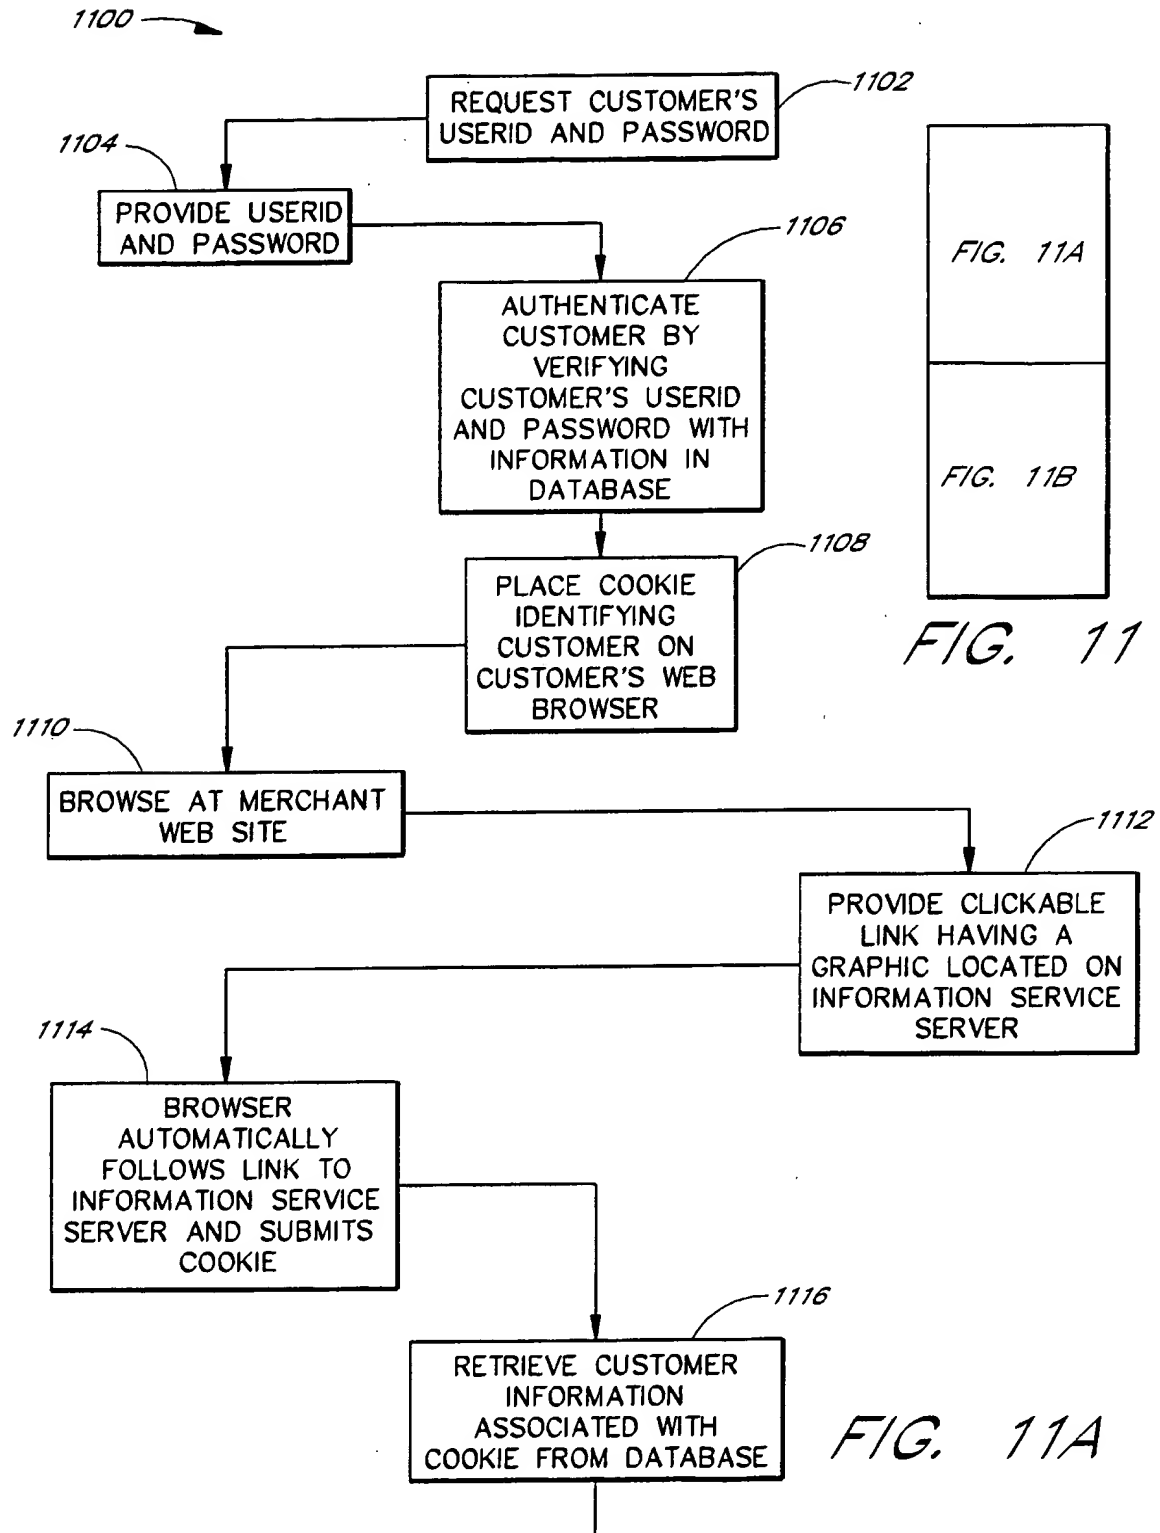 1100
1102
REQUEST CUSTOMER'S
USERID AND PASSWORD
1104
PROVIDE USERID
AND PASSWORD
1106
AUTHENTICATE
CUSTOMER BY
VERIFYING
CUSTOMER'S USERID
AND PASSWORD WITH
INFORMATION IN
DATABASE
FIG. 11A
FIG. 11B
FIG. 11
1108
PLACE COOKIE
IDENTIFYING
CUSTOMER ON
CUSTOMER'S WEB
BROWSER
1110
BROWSE AT MERCHANT
WEB SITE
1112
PROVIDE CLICKABLE
LINK HAVING A
GRAPHIC LOCATED ON
INFORMATION SERVICE
SERVER
1114
BROWSER
AUTOMATICALLY
FOLLOWS LINK TO
INFORMATION SERVICE
SERVER AND SUBMITS
COOKIE
1116
RETRIEVE CUSTOMER
INFORMATION
ASSOCIATED WITH
COOKIE FROM DATABASE
FIG. 11A